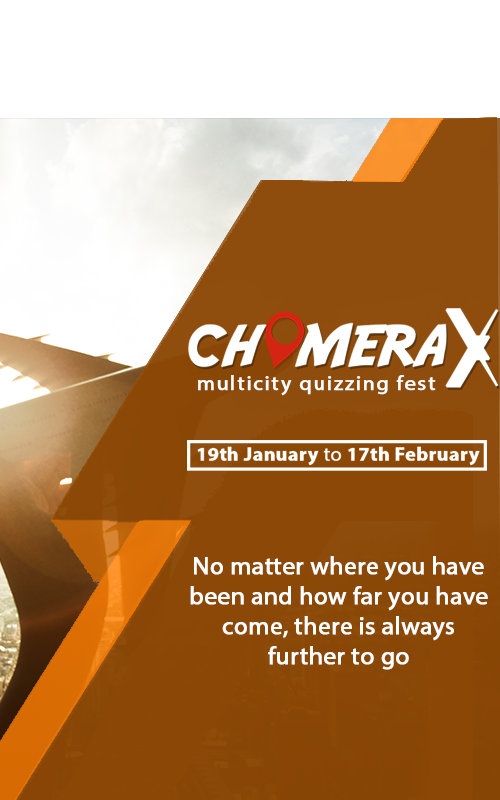 CHIMERA X
multicity quizzing fest
19th January to 17th February
No matter where you have
been and how far you have
come, there is always
further to go